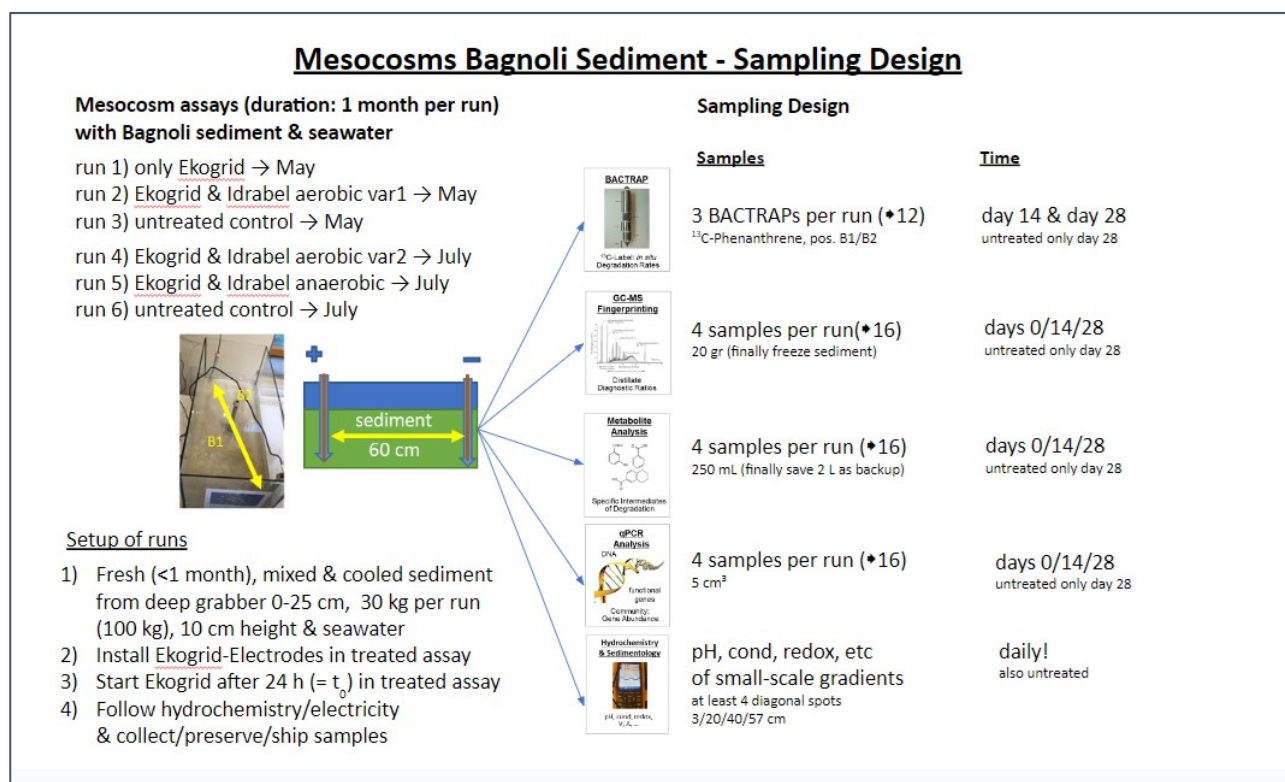 Mesocosms Bagnoli Sediment - Sampling Design
Mesocosm assays (duration: 1 month per run)
with Bagnoli sediment & seawater
run 1) only Ekogrid → May
run 2) Ekogrid & Idrabel aerobic var1 → May
run 3) untreated control → May
run 4) Ekogrid & Idrabel aerobic var2 → July
run 5) Ekogrid & Idrabel anaerobic → July
run 6) untreated control → July
B2
B1
+
–
sediment
60 cm
Setup of runs
1) Fresh (<1 month), mixed & cooled sediment
from deep grabber 0-25 cm, 30 kg per run
(100 kg), 10 cm height & seawater
2) Install Ekogrid-Electrodes in treated assay
3) Start Ekogrid after 24 h (= t₀) in treated assay
4) Follow hydrochemistry/electricity
& collect/preserve/ship samples
Sampling Design
Samples
Time
BACTRAP
¹³C-Label: in situ
Degradation Rates
3 BACTRAPs per run (➧12)
¹³C-Phenanthrene, pos. B1/B2
day 14 & day 28
untreated only day 28
GC-MS
Fingerprinting
Distillate
Diagnostic Ratios
4 samples per run(➧16)
20 gr (finally freeze sediment)
days 0/14/28
untreated only day 28
Metabolite
Analysis
Specific Intermediates
of Degradation
4 samples per run (➧16)
250 mL (finally save 2 L as backup)
days 0/14/28
untreated only day 28
qPCR
Analysis
DNA
functional
genes
Community:
Gene Abundance
4 samples per run (➧16)
5 cm³
days 0/14/28
untreated only day 28
Hydrochemistry
& Sedimentology
pH, cond, redox,
V, A, ...
pH, cond, redox, etc
of small-scale gradients
at least 4 diagonal spots
3/20/40/57 cm
daily!
also untreated